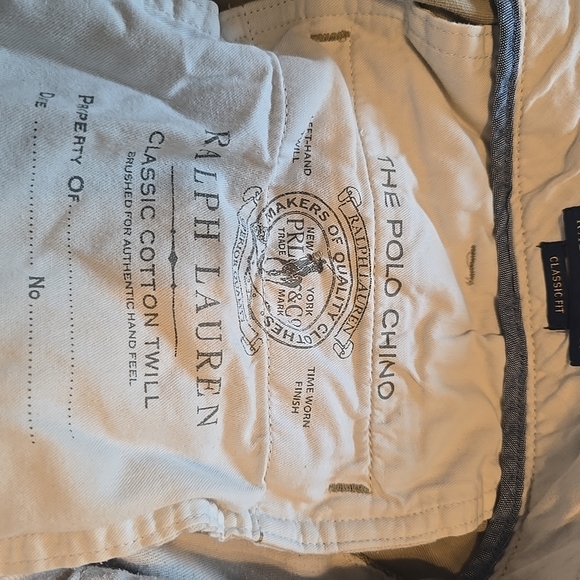 THE POLO CHINO
RALPH LAUREN
MAKERS OF QUALITY CLOTHES
NEW YORK
PRL & Co
TRADE MARK
TIME WORN
FINISH
RALPH LAUREN
CLASSIC COTTON TWILL
BRUSHED FOR AUTHENTIC HAND FEEL
PROPERTY OF
DUE No
CLASSIC FIT